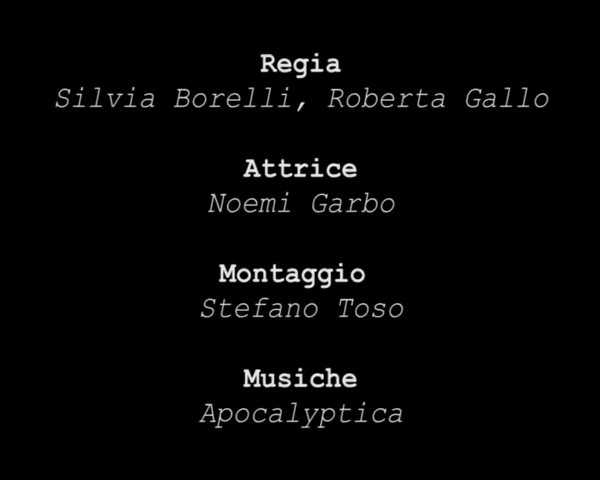 Regia
Silvia Borelli, Roberta Gallo
Attrice
Noemi Garbo
Montaggio
Stefano Toso
Musiche
Apocalyptica